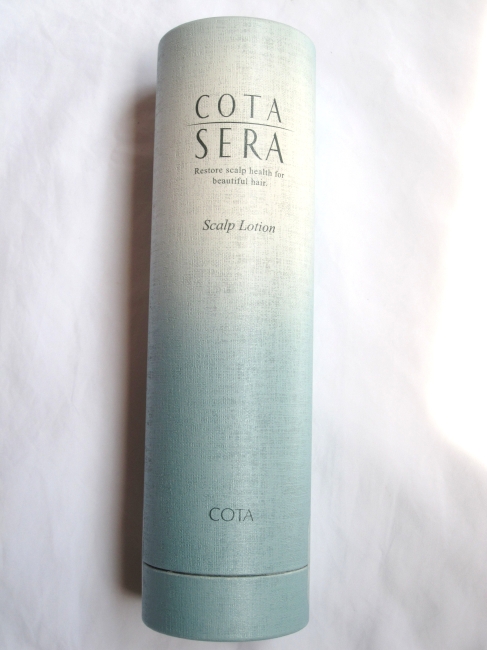 COTA
SERA
Restore scalp health for
beautiful hair.
Scalp Lotion
COTA